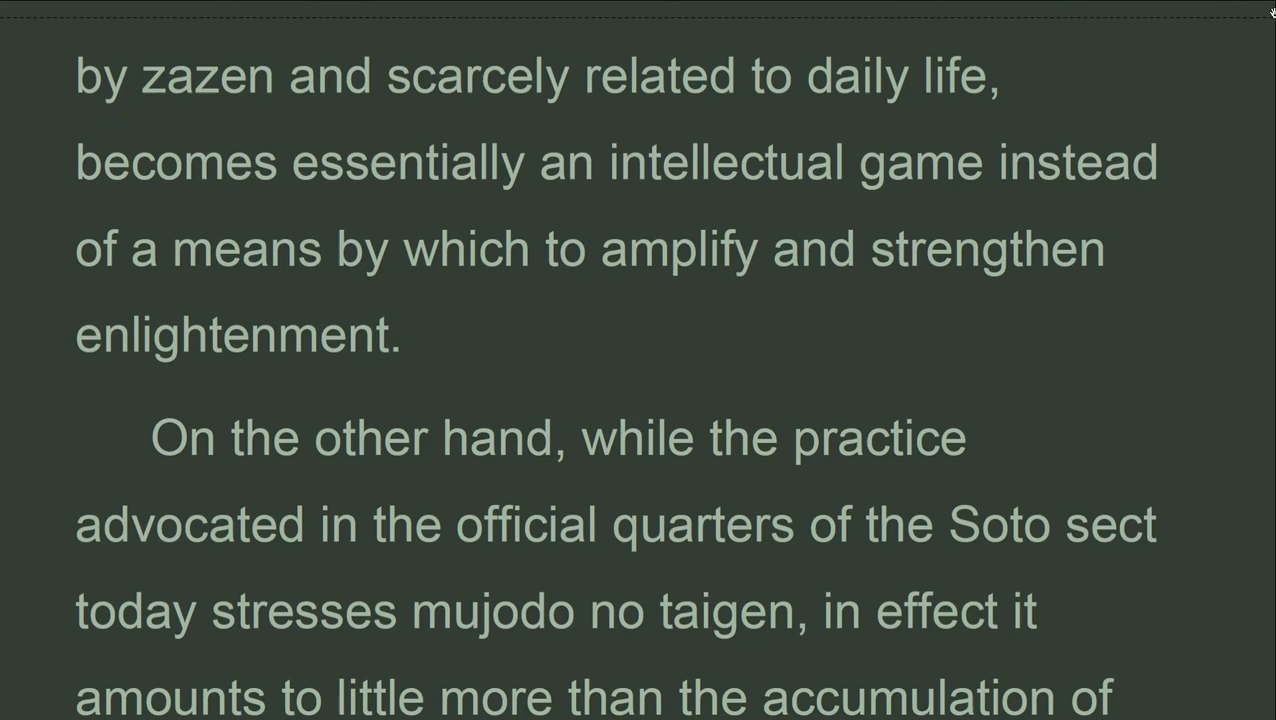 by zazen and scarcely related to daily life,
becomes essentially an intellectual game instead
of a means by which to amplify and strengthen
enlightenment.
On the other hand, while the practice
advocated in the official quarters of the Soto sect
today stresses mujodo no taigen, in effect it
amounts to little more than the accumulation of